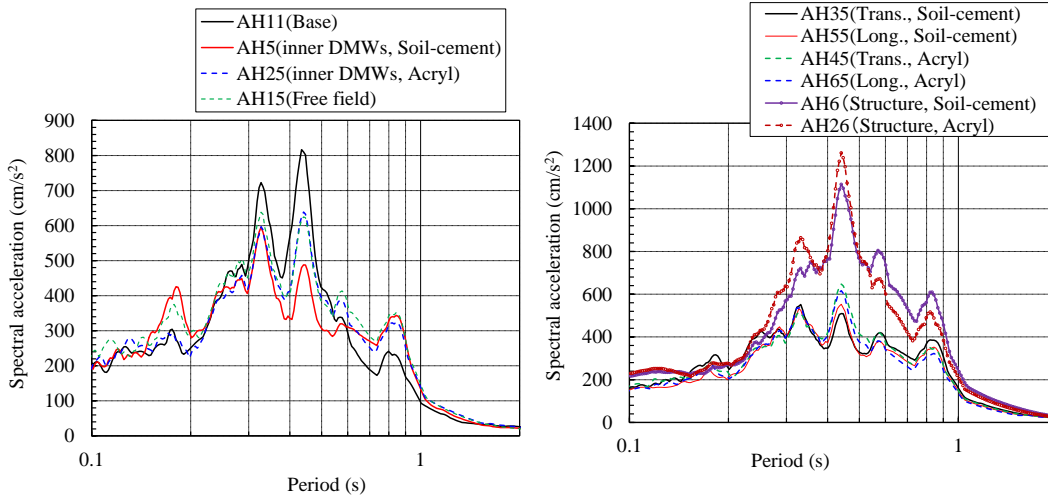 AH11(Base)
AH5(inner DMWs, Soil-cement)
AH25(inner DMWs, Acryl)
AH15(Free field)
900
800
700
600
500
400
300
200
100
0
Spectral acceleration (cm/s²)
0.1
1
Period (s)
AH35(Trans., Soil-cement)
AH55(Long., Soil-cement)
AH45(Trans., Acryl)
AH65(Long., Acryl)
AH6(Structure, Soil-cement)
AH26(Structure, Acryl)
1400
1200
1000
800
600
400
200
0
Spectral acceleration (cm/s²)
0.1
1
Period (s)